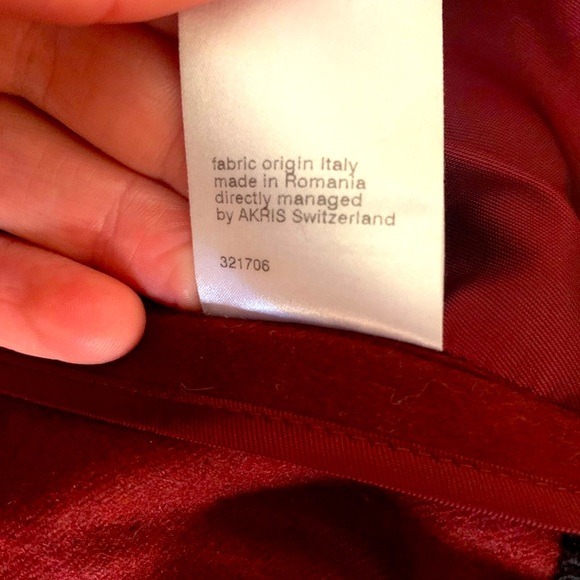 fabric origin Italy
made in Romania
directly managed
by AKRIS Switzerland
321706